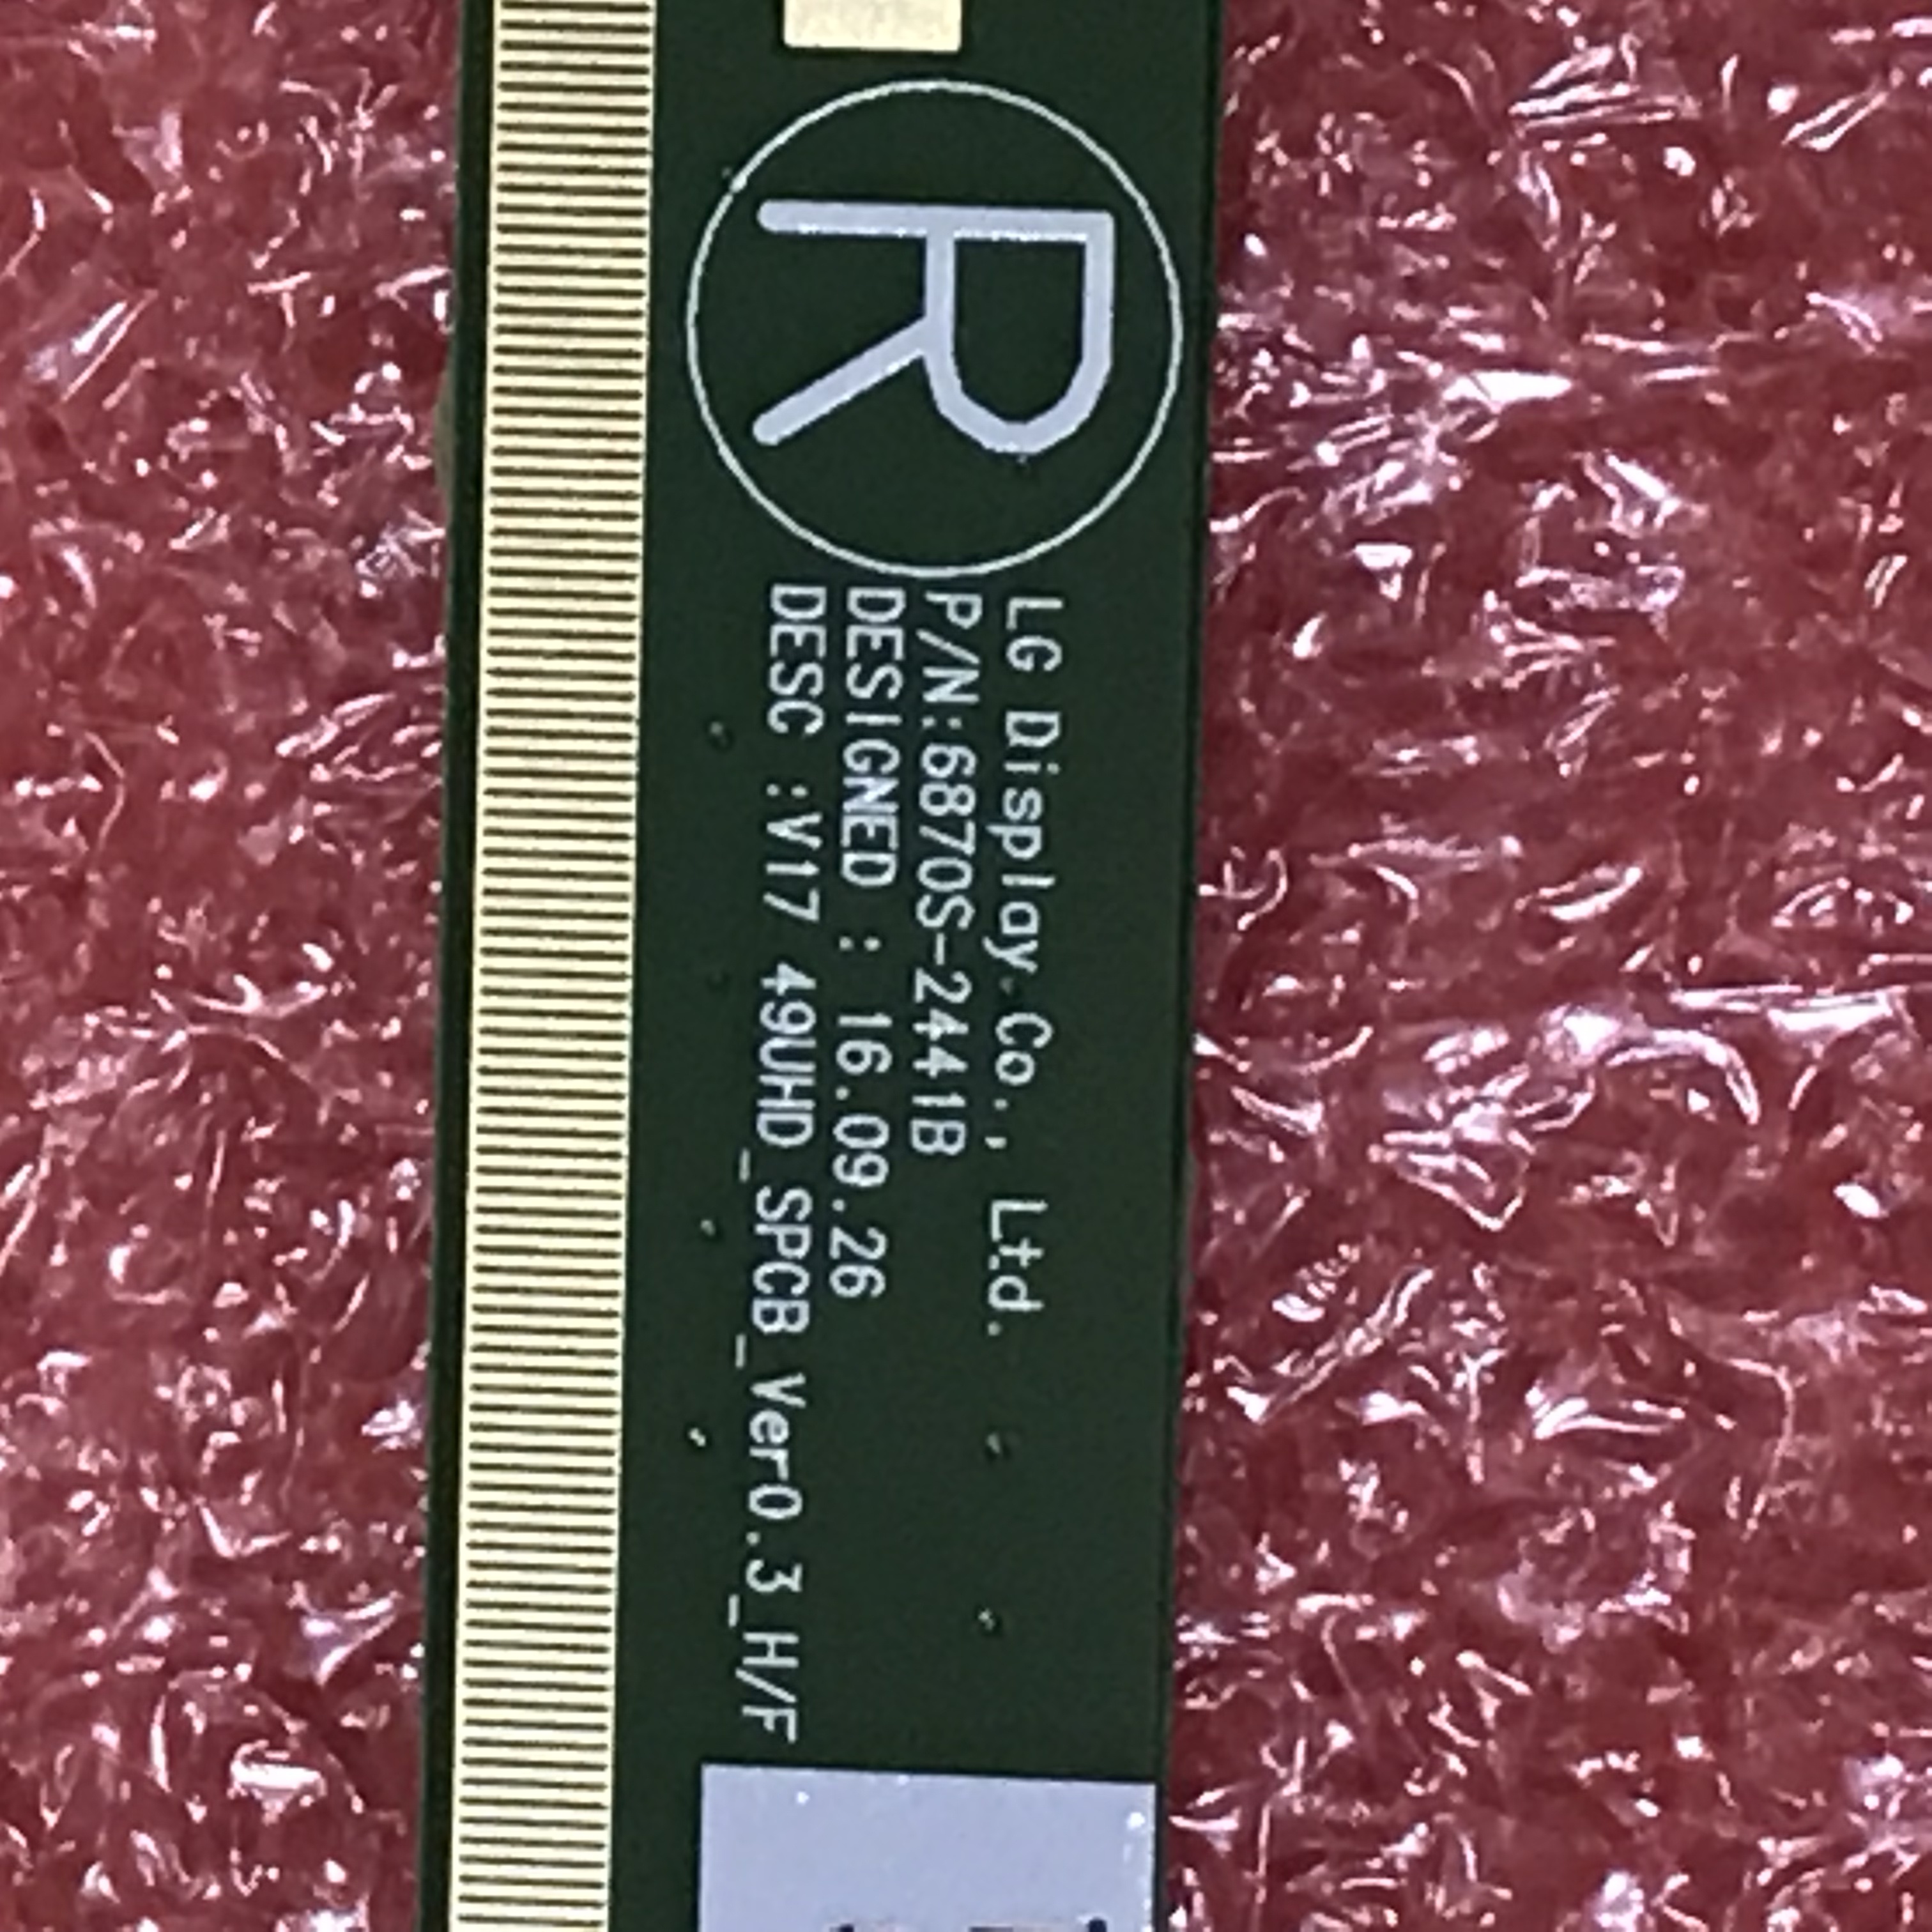 R
LG Display.Co., Ltd.
P/N:6870S-2441B
DESIGNED : 16.09.26
DESC :V17 49UHD_SPCB_Ver0.3_H/F